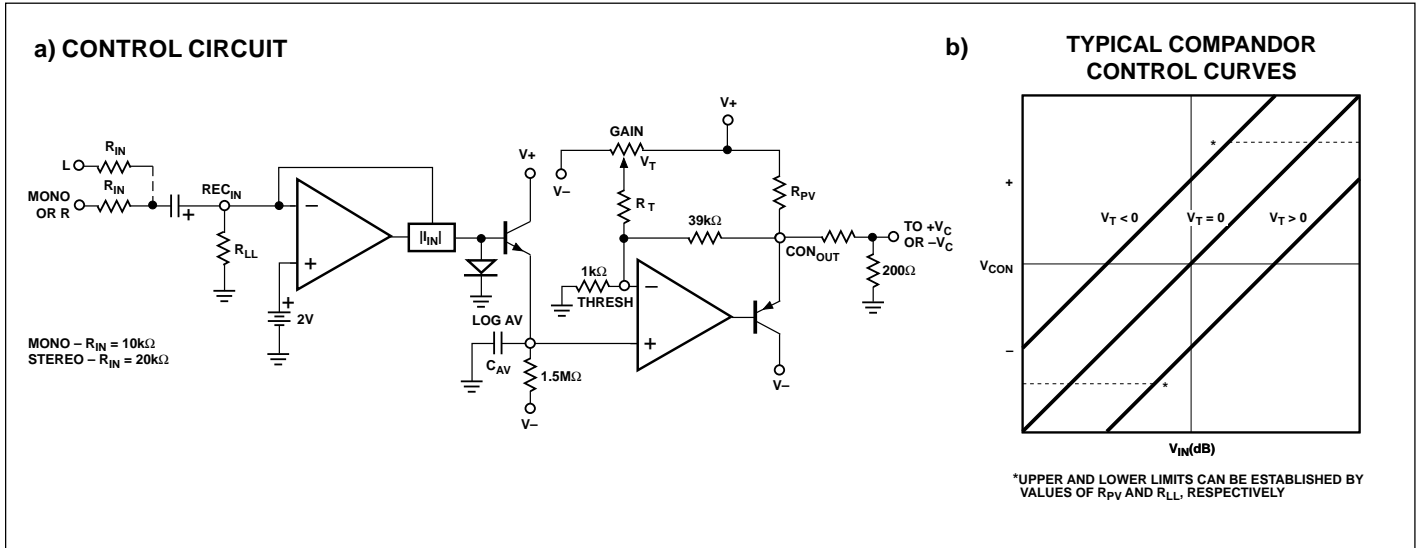 a) CONTROL CIRCUIT
L
R_IN
R_IN
MONO
OR R
+
REC_IN
R_LL
−
+
+
2V
|I_IN|
V+
LOG AV
C_AV
1.5MΩ
V–
MONO – R_IN = 10kΩ
STEREO – R_IN = 20kΩ
V+
GAIN
V_T
V–
R_T
R_PV
39kΩ
CON_OUT
TO +V_C
OR –V_C
200Ω
1kΩ
THRESH
−
+
V–
b)
TYPICAL COMPANDOR
CONTROL CURVES
*
+
V_T < 0
V_T = 0
V_T > 0
V_CON
–
*
V_IN(dB)
*UPPER AND LOWER LIMITS CAN BE ESTABLISHED BY
VALUES OF R_PV AND R_LL, RESPECTIVELY